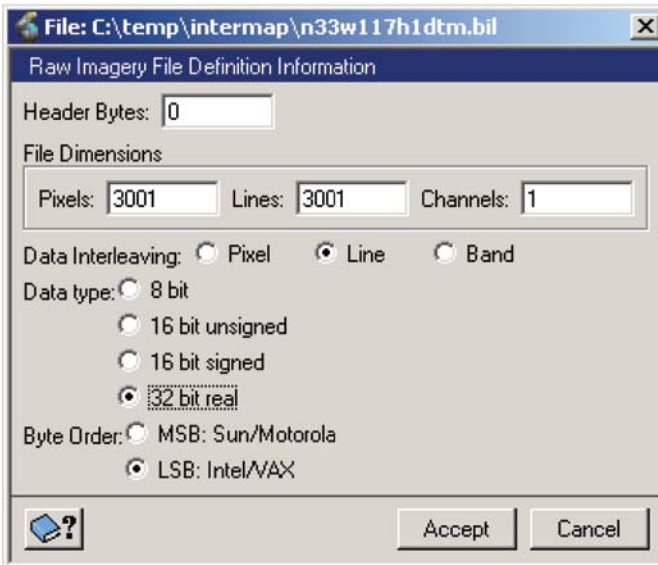 File: C:\temp\intermap\n33w117h1dtm.bil
Raw Imagery File Definition Information
Header Bytes: 0
File Dimensions
Pixels: 3001 Lines: 3001 Channels: 1
Data Interleaving: Pixel Line Band
Data type: 8 bit
16 bit unsigned
16 bit signed
32 bit real
Byte Order: MSB: Sun/Motorola
LSB: Intel/VAX
? Accept Cancel